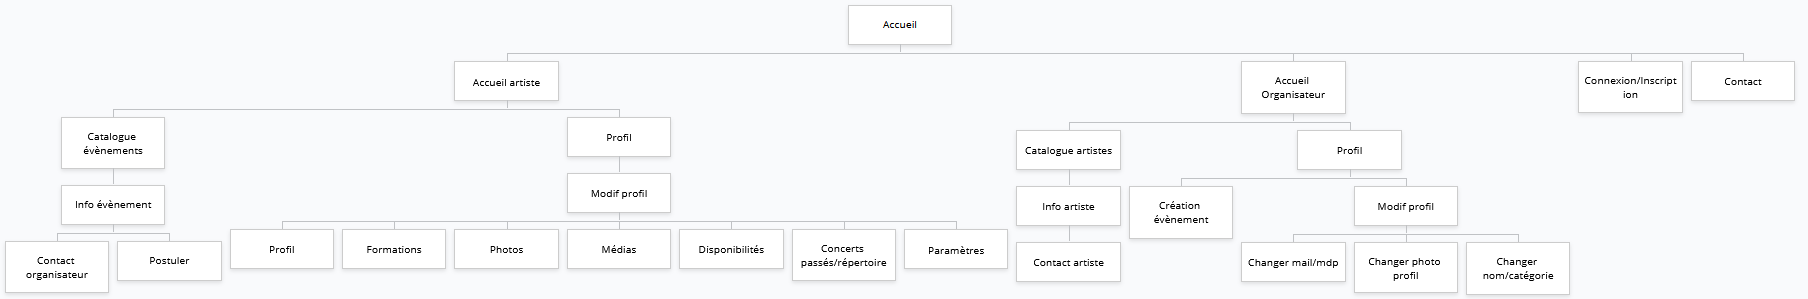 Accueil
Accueil artiste
Accueil
Organisateur
Connexion/Inscript
ion
Contact
Catalogue
évènements
Profil
Catalogue artistes
Profil
Info évènement
Modif profil
Info artiste
Création
évènement
Modif profil
Contact
organisateur
Postuler
Profil
Formations
Photos
Médias
Disponibilités
Concerts
passés/répertoire
Paramètres
Contact artiste
Changer mail/mdp
Changer photo
profil
Changer
nom/catégorie